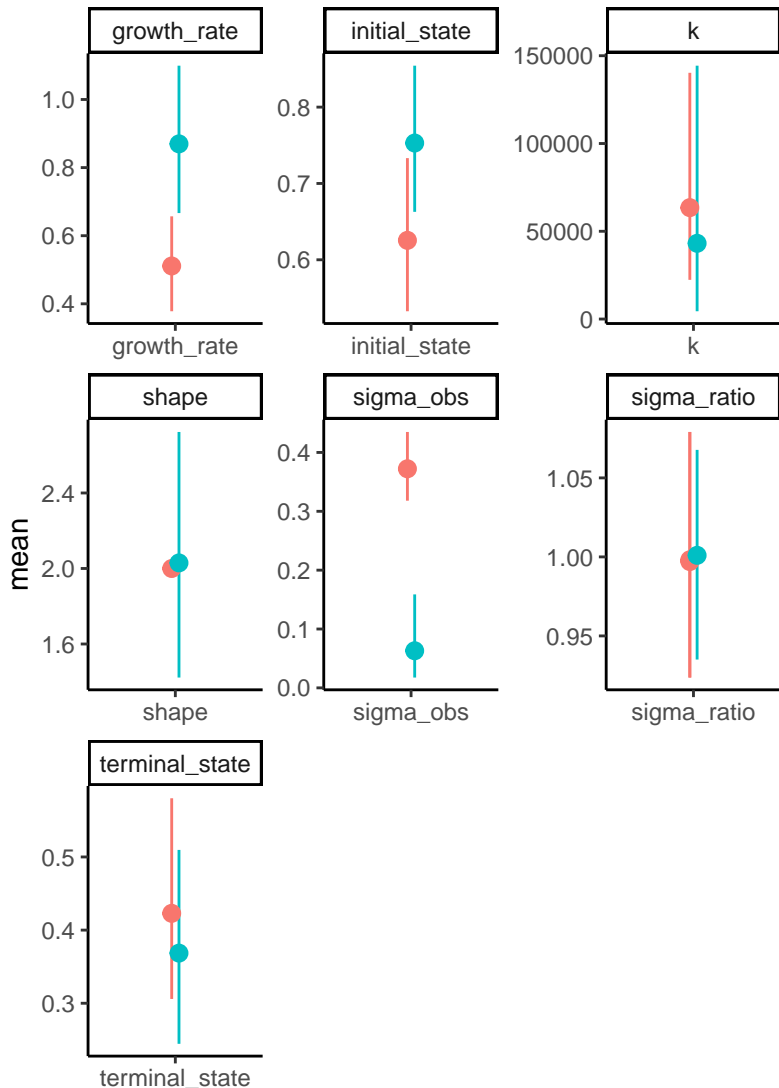 growth_rate
initial_state
k
1.0
0.8
0.6
0.4
0.8
0.7
0.6
150000
100000
50000
0
growth_rate
initial_state
k
shape
sigma_obs
sigma_ratio
mean
2.4
2.0
1.6
0.4
0.3
0.2
0.1
0.0
1.05
1.00
0.95
shape
sigma_obs
sigma_ratio
terminal_state
0.5
0.4
0.3
terminal_state